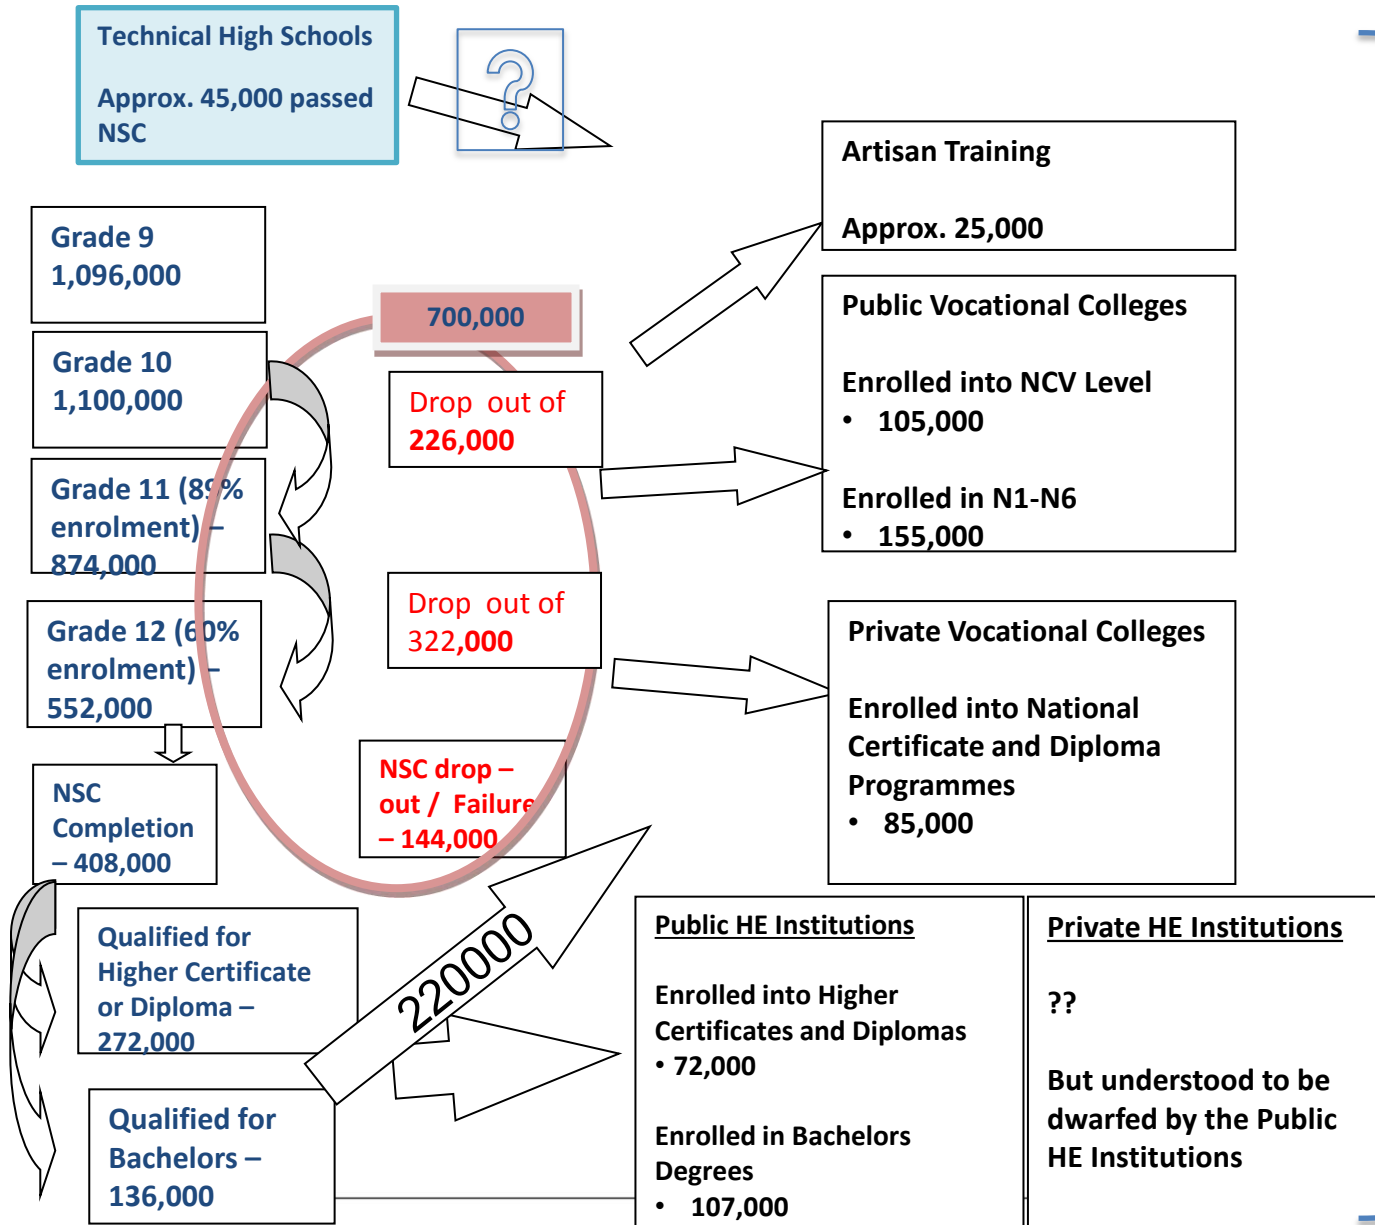 Technical High Schools
Approx. 45,000 passed
NSC
?
Artisan Training
Approx. 25,000
Grade 9
1,096,000
Grade 10
1,100,000
Grade 11 (89%
enrolment) –
874,000
Grade 12 (60%
enrolment) –
552,000
NSC
Completion
– 408,000
700,000
Drop out of
226,000
Drop out of
322,000
NSC drop –
out / Failure
– 144,000
Public Vocational Colleges
Enrolled into NCV Level
• 105,000
Enrolled in N1-N6
• 155,000
Private Vocational Colleges
Enrolled into National
Certificate and Diploma
Programmes
• 85,000
Qualified for
Higher Certificate
or Diploma –
272,000
Qualified for
Bachelors –
136,000
220000
Public HE Institutions
Enrolled into Higher
Certificates and Diplomas
• 72,000
Enrolled in Bachelors
Degrees
• 107,000
Private HE Institutions
??
But understood to be
dwarfed by the Public
HE Institutions